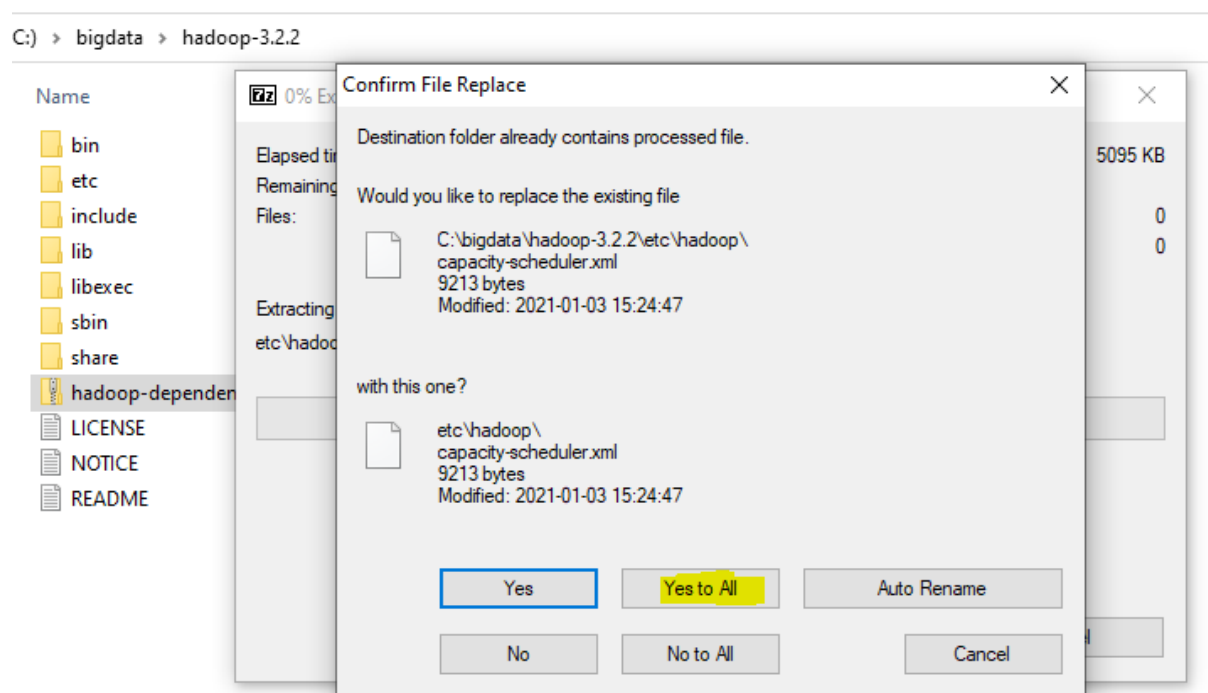 C:) > bigdata > hadoop-3.2.2
Name
bin
etc
include
lib
libexec
sbin
share
hadoop-dependen
LICENSE
NOTICE
README
7z 0% Ex
Elapsed tin
Remaining
Files:
Extracting
etc\hadoo
5095 KB
0
0
Confirm File Replace
Destination folder already contains processed file.
Would you like to replace the existing file
C:\bigdata\hadoop-3.2.2\etc\hadoop\
capacity-scheduler.xml
9213 bytes
Modified: 2021-01-03 15:24:47
with this one?
etc\hadoop\
capacity-scheduler.xml
9213 bytes
Modified: 2021-01-03 15:24:47
Yes
Yes to All
Auto Rename
No
No to All
Cancel
l